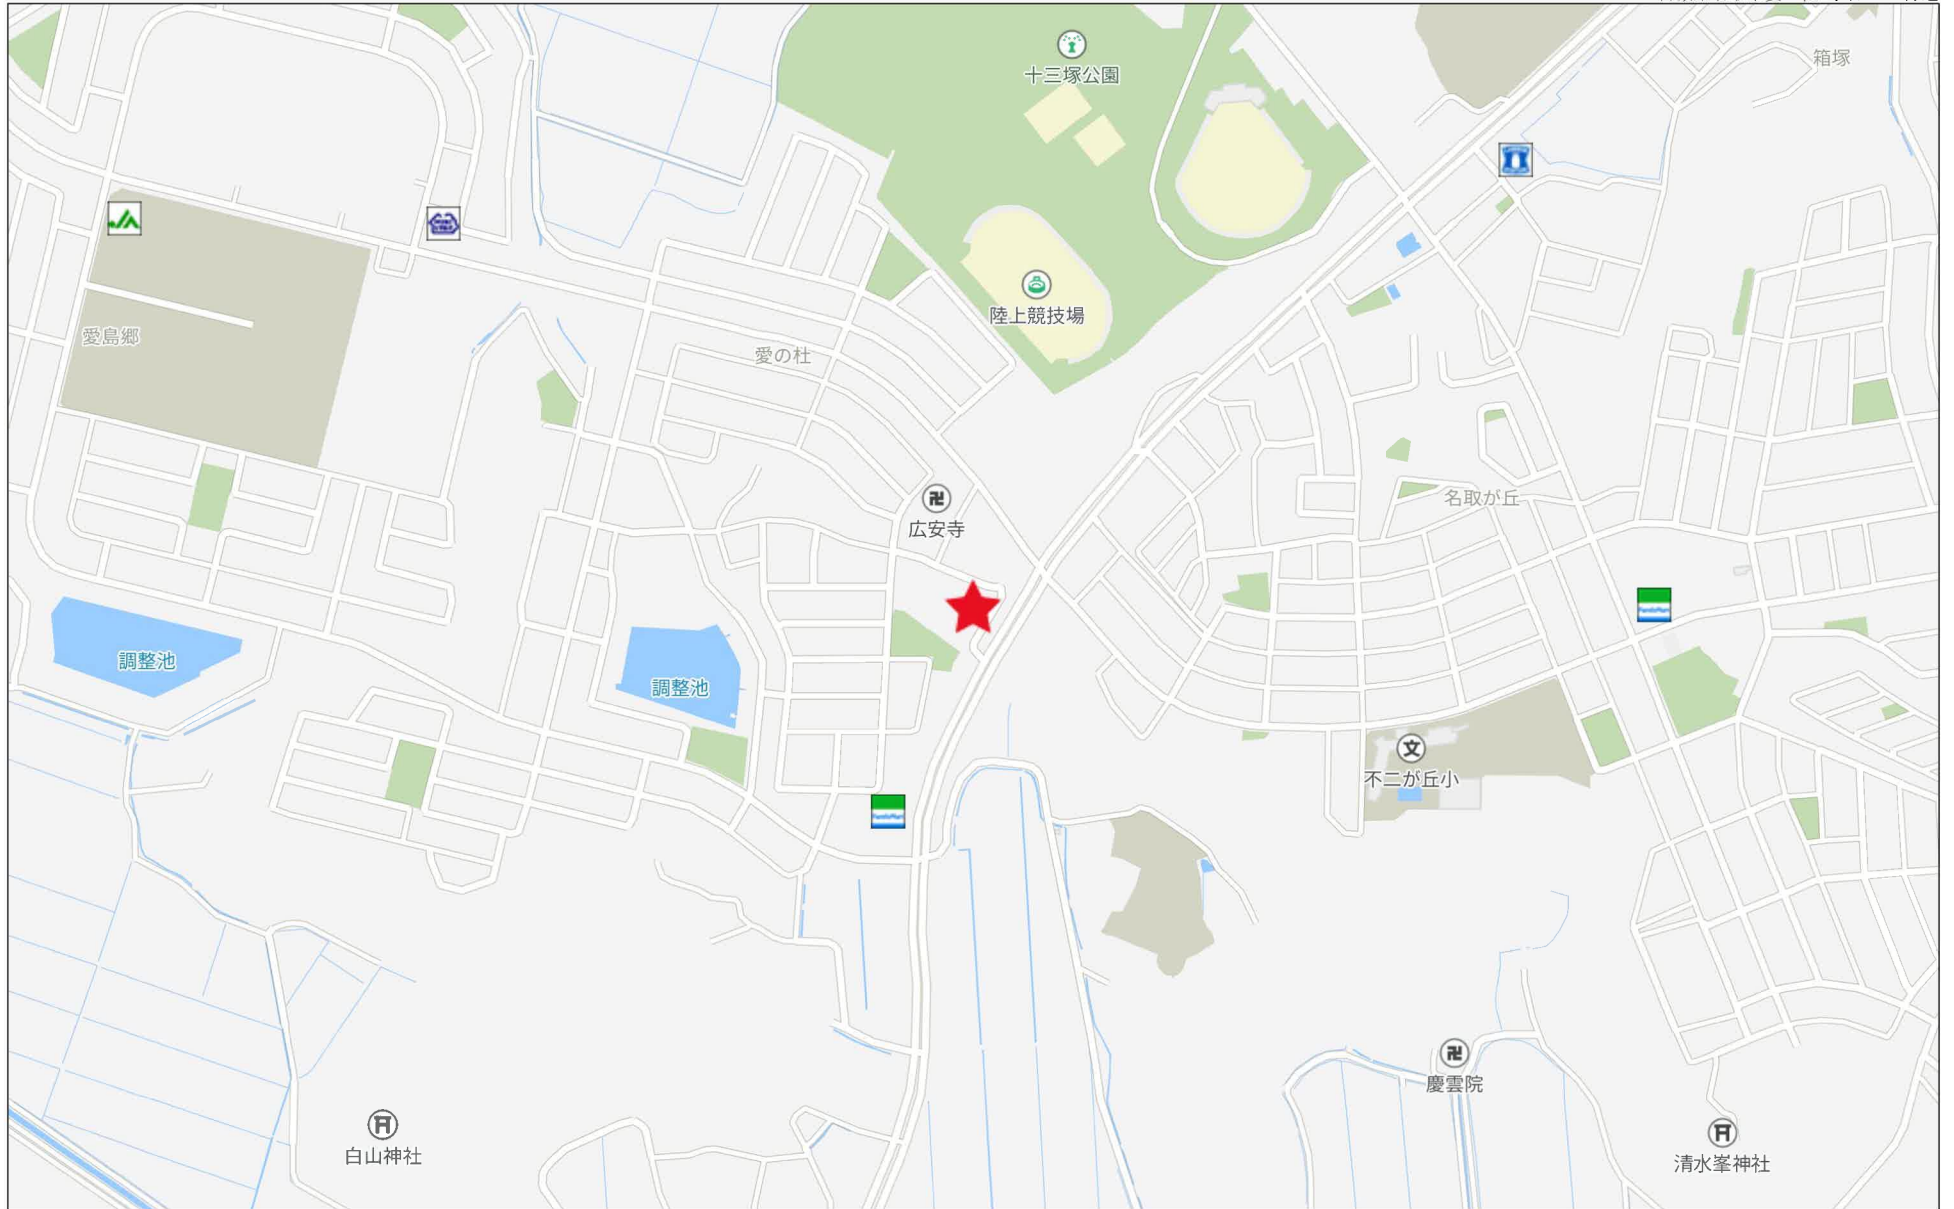 箱塚
十三塚公園
陸上競技場
愛島郷
愛の杜
名取が丘
広安寺
調整池
調整池
不二が丘小
慶雲院
白山神社
清水峯神社